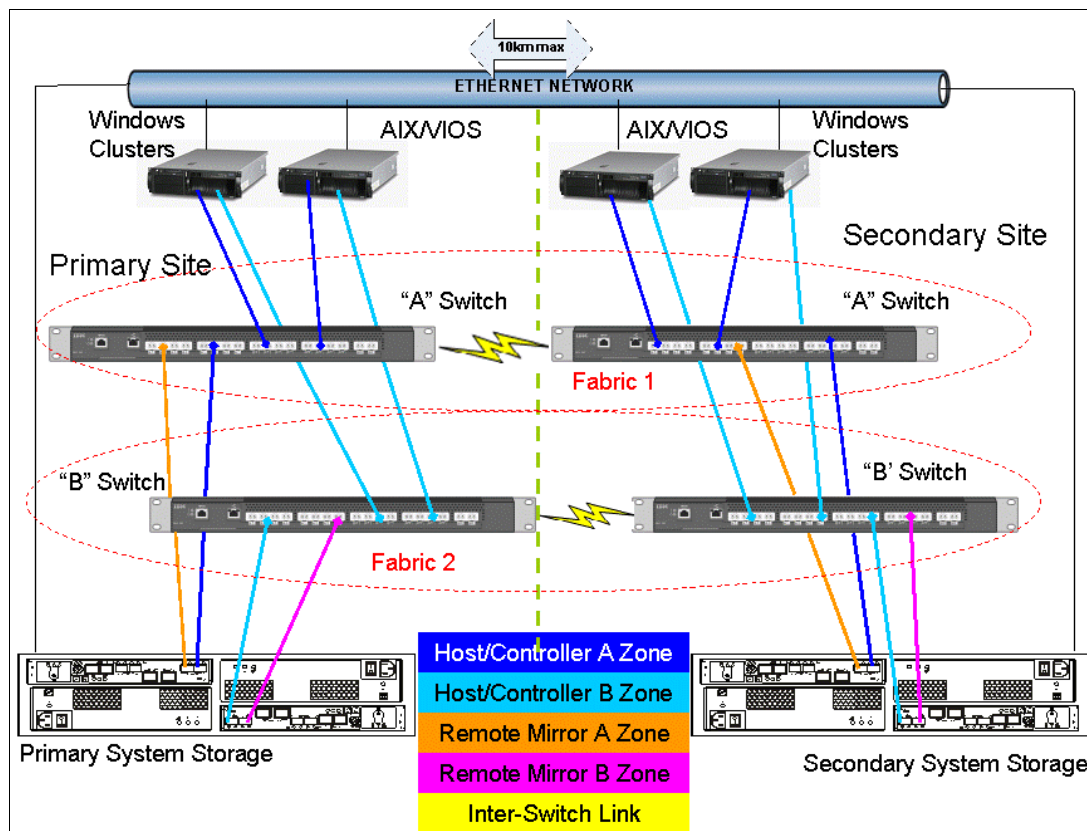 10km max
ETHERNET NETWORK
Windows
Clusters
AIX/VIOS
AIX/VIOS
Windows
Clusters
Primary Site
Secondary Site
“A” Switch
“A” Switch
Fabric 1
“B” Switch
“B’ Switch
Fabric 2
Host/Controller A Zone
Host/Controller B Zone
Remote Mirror A Zone
Remote Mirror B Zone
Inter-Switch Link
Primary System Storage
Secondary System Storage